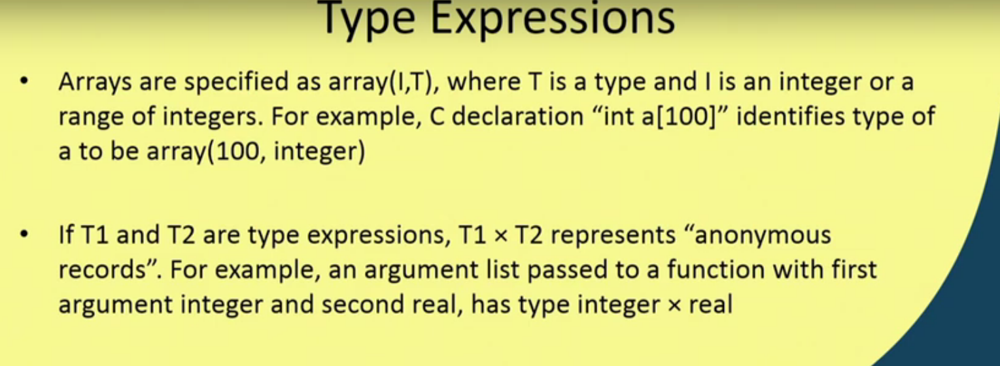 Type Expressions
• Arrays are specified as array(I,T), where T is a type and I is an integer or a
range of integers. For example, C declaration “int a[100]” identifies type of
a to be array(100, integer)
• If T1 and T2 are type expressions, T1 × T2 represents “anonymous
records”. For example, an argument list passed to a function with first
argument integer and second real, has type integer × real